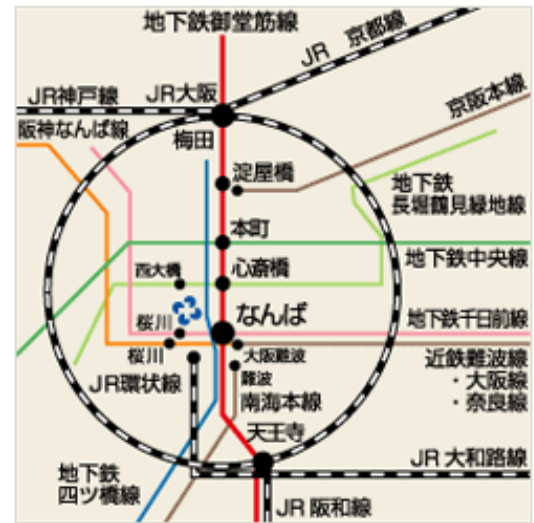 地下鉄御堂筋線
JR 京都線
JR神戸線
JR大阪
阪神なんば線
梅田
京阪本線
淀屋橋
地下鉄
長堀鶴見緑地線
本町
地下鉄中央線
西大橋
心斎橋
桜川
なんば
地下鉄千日前線
桜川
大阪難波
近鉄難波線
・大阪線
・奈良線
難波
JR環状線
南海本線
天王寺
JR 大和路線
地下鉄
四ツ橋線
JR 阪和線